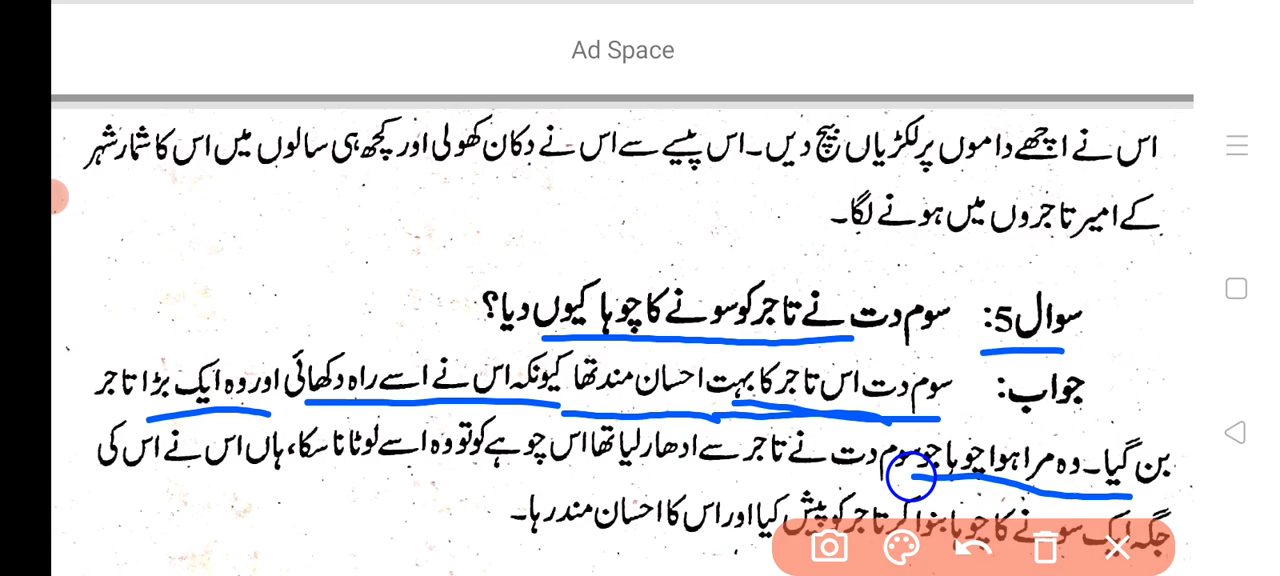 Ad Space
اس نے اچھے داموں پر لکڑیاں بیچ دیں۔ اس پیسے سے اس نے دکان کھولی اور کچھ ہی سالوں میں اس کا شمار شہر
کے امیر تاجروں میں ہونے لگا۔
سوال 5: سوم دت نے تاجر کو سونے کا چوہا کیوں دیا؟
جواب: سوم دت اس تاجر کا بہت احسان مند تھا کیونکہ اس نے اسے راہ دکھائی اور وہ ایک بڑا تاجر
بن گیا۔ وہ مرا ہوا چوہا جو سوم دت نے تاجر سے ادھار لیا تھا اس چوہے کو تو وہ اسے لوٹا نا سکا، ہاں اس نے اس کی
جگہ ایک سونے کا چوہا بنوا کر تاجر کو پیش کیا اور اس کا احسان مند رہا۔